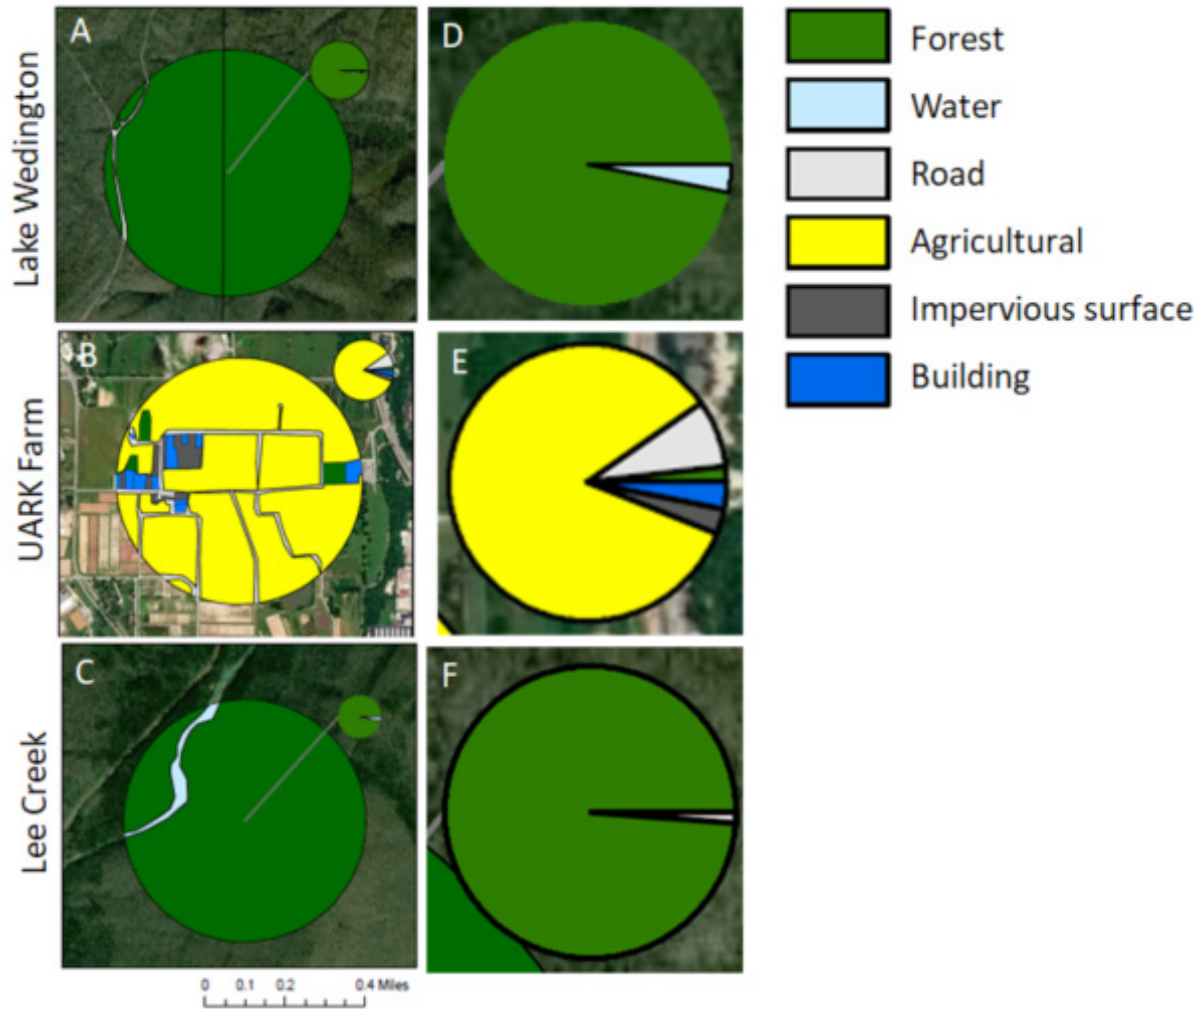 A
D
Lake Wedington
B
E
UARK Farm
C
F
Lee Creek
Forest
Water
Road
Agricultural
Impervious surface
Building
0 0.1 0.2 0.4 Miles